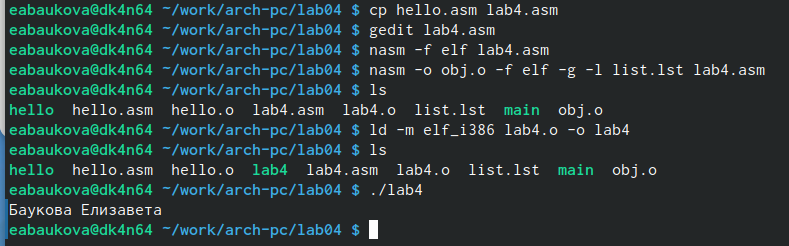 eabaukova@dk4n64 ~/work/arch-pc/lab04 $ cp hello.asm lab4.asm
eabaukova@dk4n64 ~/work/arch-pc/lab04 $ gedit lab4.asm
eabaukova@dk4n64 ~/work/arch-pc/lab04 $ nasm -f elf lab4.asm
eabaukova@dk4n64 ~/work/arch-pc/lab04 $ nasm -o obj.o -f elf -g -l list.lst lab4.asm
eabaukova@dk4n64 ~/work/arch-pc/lab04 $ ls
hello  hello.asm  hello.o  lab4.asm  lab4.o  list.lst  main  obj.o
eabaukova@dk4n64 ~/work/arch-pc/lab04 $ ld -m elf_i386 lab4.o -o lab4
eabaukova@dk4n64 ~/work/arch-pc/lab04 $ ls
hello  hello.asm  hello.o  lab4  lab4.asm  lab4.o  list.lst  main  obj.o
eabaukova@dk4n64 ~/work/arch-pc/lab04 $ ./lab4
Баукова Елизавета
eabaukova@dk4n64 ~/work/arch-pc/lab04 $